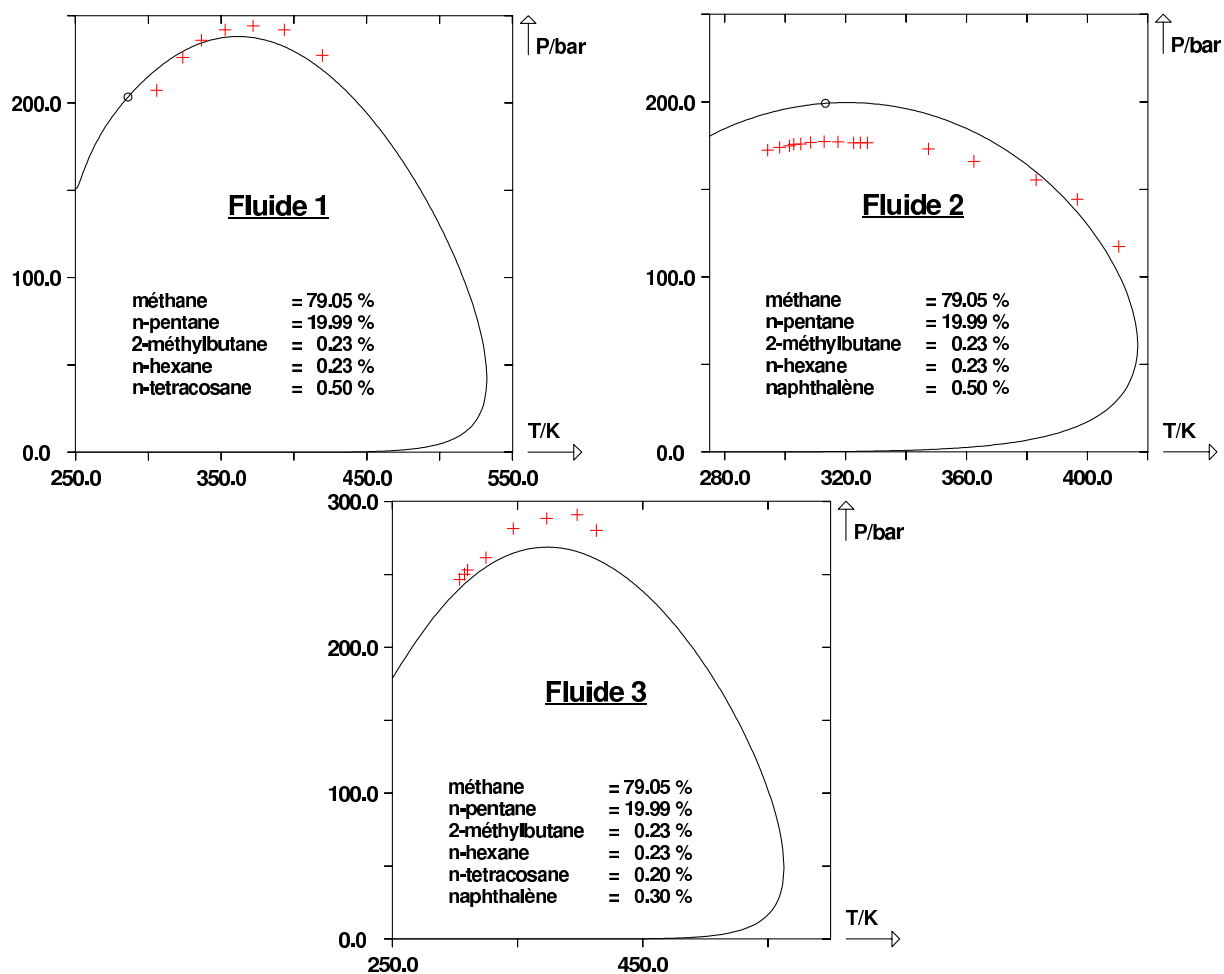 P/bar
200.0
100.0
0.0
Fluide 1
méthane = 79.05 %
n-pentane = 19.99 %
2-méthylbutane = 0.23 %
n-hexane = 0.23 %
n-tetracosane = 0.50 %
T/K
250.0 350.0 450.0 550.0
P/bar
200.0
100.0
0.0
Fluide 2
méthane = 79.05 %
n-pentane = 19.99 %
2-méthylbutane = 0.23 %
n-hexane = 0.23 %
naphthalène = 0.50 %
T/K
280.0 320.0 360.0 400.0
P/bar
300.0
200.0
100.0
0.0
Fluide 3
méthane = 79.05 %
n-pentane = 19.99 %
2-méthylbutane = 0.23 %
n-hexane = 0.23 %
n-tetracosane = 0.20 %
naphthalène = 0.30 %
T/K
250.0 450.0